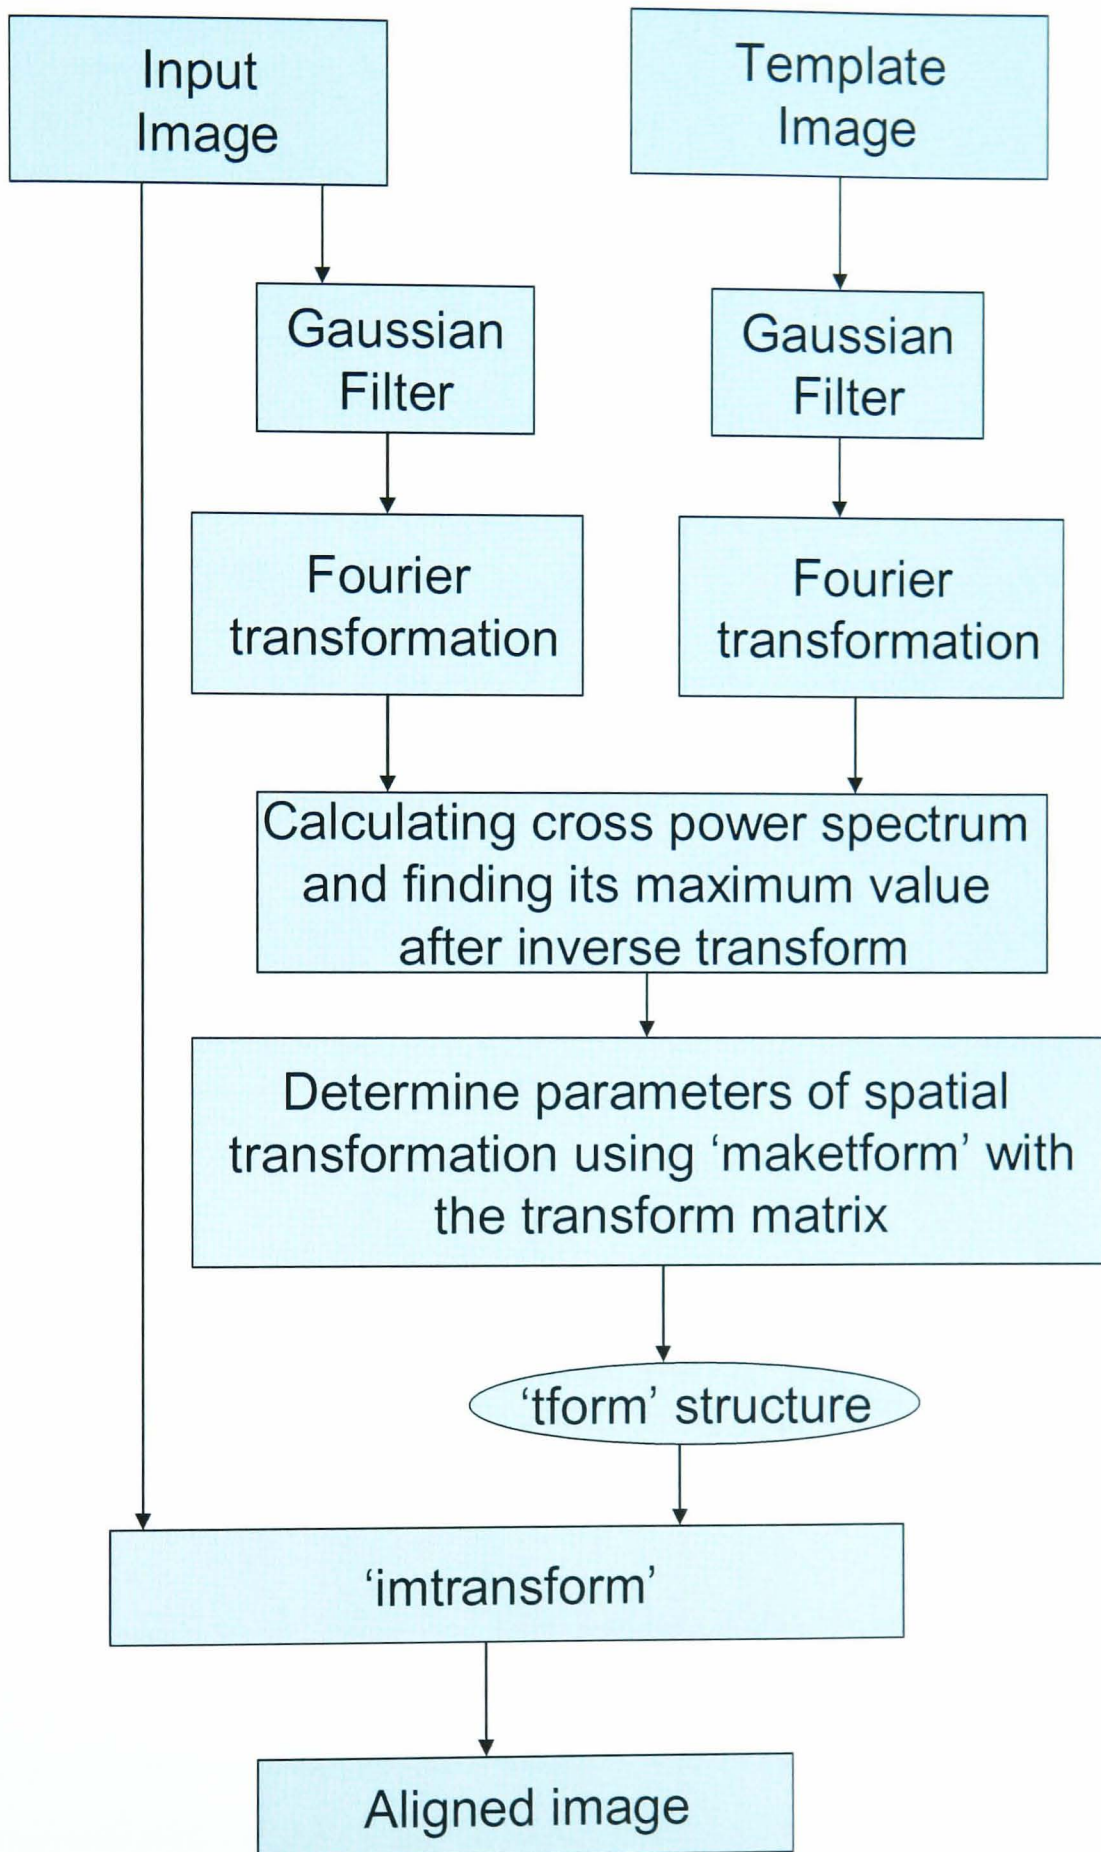 Input
Image
Template
Image
Gaussian
Filter
Gaussian
Filter
Fourier
transformation
Fourier
transformation
Calculating cross power spectrum
and finding its maximum value
after inverse transform
Determine parameters of spatial
transformation using ‘maketform’ with
the transform matrix
‘tform’ structure
‘imtransform’
Aligned image